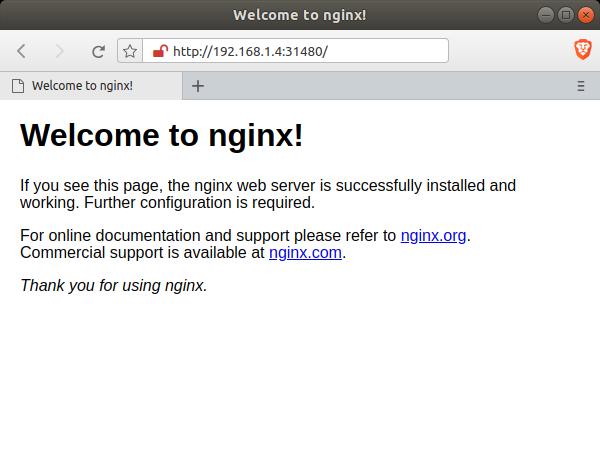 Welcome to nginx!
http://192.168.1.4:31480/
Welcome to nginx!
Welcome to nginx!
If you see this page, the nginx web server is successfully installed and
working. Further configuration is required.
For online documentation and support please refer to nginx.org.
Commercial support is available at nginx.com.
Thank you for using nginx.